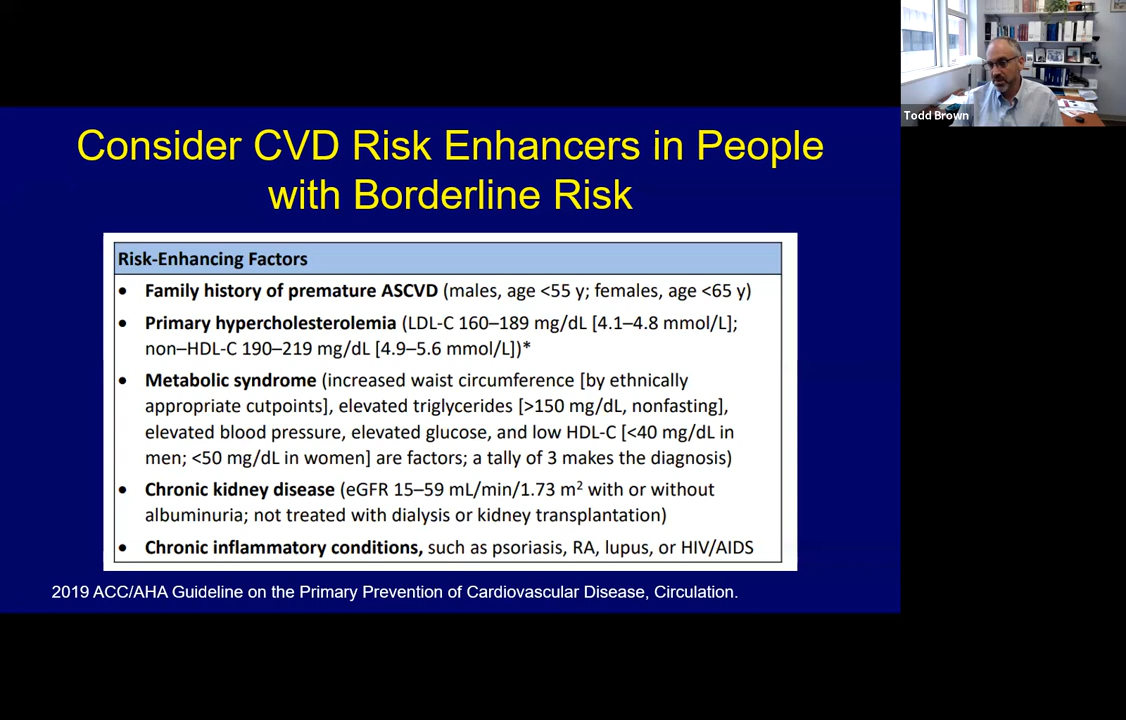 Todd Brown
Consider CVD Risk Enhancers in People
with Borderline Risk
Risk-Enhancing Factors
• Family history of premature ASCVD (males, age <55 y; females, age <65 y)
• Primary hypercholesterolemia (LDL-C 160–189 mg/dL [4.1–4.8 mmol/L];
non–HDL-C 190–219 mg/dL [4.9–5.6 mmol/L])*
• Metabolic syndrome (increased waist circumference [by ethnically
appropriate cutpoints], elevated triglycerides [>150 mg/dL, nonfasting],
elevated blood pressure, elevated glucose, and low HDL-C [<40 mg/dL in
men; <50 mg/dL in women] are factors; a tally of 3 makes the diagnosis)
• Chronic kidney disease (eGFR 15–59 mL/min/1.73 m² with or without
albuminuria; not treated with dialysis or kidney transplantation)
• Chronic inflammatory conditions, such as psoriasis, RA, lupus, or HIV/AIDS
2019 ACC/AHA Guideline on the Primary Prevention of Cardiovascular Disease, Circulation.